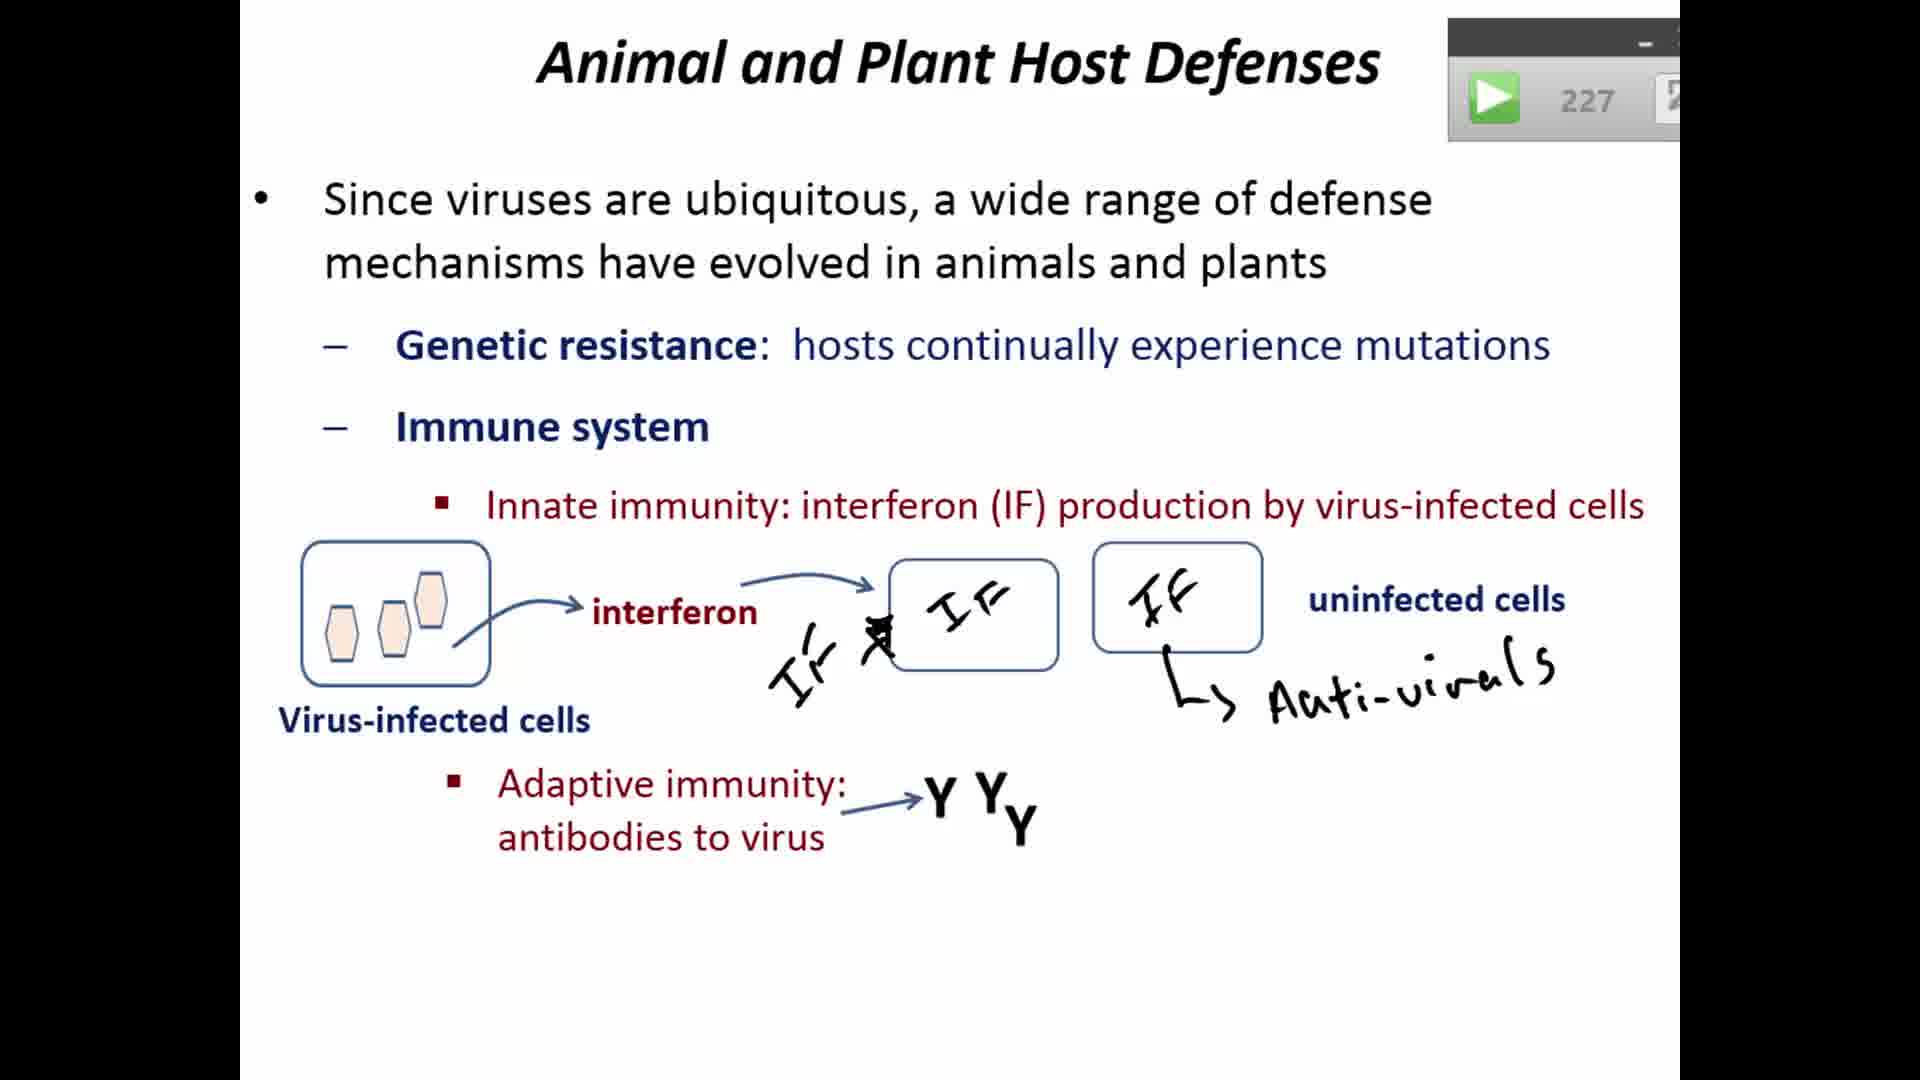 Animal and Plant Host Defenses
227
• Since viruses are ubiquitous, a wide range of defense
mechanisms have evolved in animals and plants
– Genetic resistance: hosts continually experience mutations
– Immune system
▪ Innate immunity: interferon (IF) production by virus-infected cells
interferon
IF
IF
IF
uninfected cells
Anti-virals
Virus-infected cells
▪ Adaptive immunity:
antibodies to virus
Y Y
Y